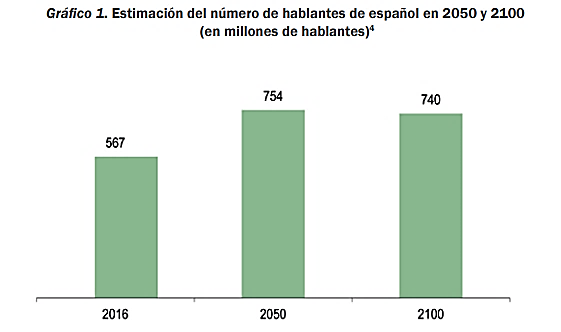 Gráfico 1. Estimación del número de hablantes de español en 2050 y 2100
(en millones de hablantes)⁴
754
740
567
2016 2050 2100